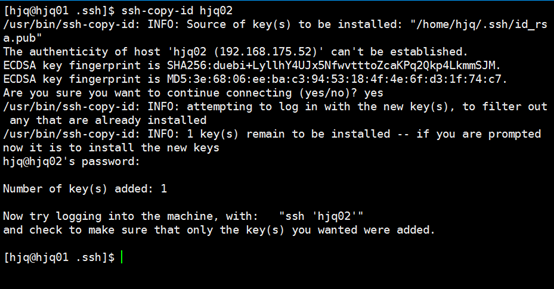 [hjq@hjq01 .ssh]$ ssh-copy-id hjq02
/usr/bin/ssh-copy-id: INFO: Source of key(s) to be installed: "/home/hjq/.ssh/id_rs
a.pub"
The authenticity of host 'hjq02 (192.168.175.52)' can't be established.
ECDSA key fingerprint is SHA256:duebi+LyllhY4UJx5NfwvtttoZcaKPq2Qkp4LkmmSJM.
ECDSA key fingerprint is MD5:3e:68:06:ee:ba:c3:94:53:18:4f:4e:6f:d3:1f:74:c7.
Are you sure you want to continue connecting (yes/no)? yes
/usr/bin/ssh-copy-id: INFO: attempting to log in with the new key(s), to filter out
 any that are already installed
/usr/bin/ssh-copy-id: INFO: 1 key(s) remain to be installed -- if you are prompted
now it is to install the new keys
hjq@hjq02's password:
Number of key(s) added: 1
Now try logging into the machine, with:   "ssh 'hjq02'"
and check to make sure that only the key(s) you wanted were added.
[hjq@hjq01 .ssh]$